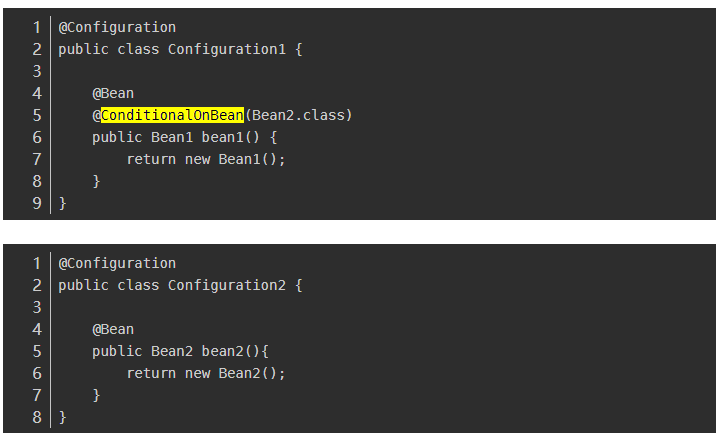 1 @Configuration
2 public class Configuration1 {
3
4     @Bean
5     @ConditionalOnBean(Bean2.class)
6     public Bean1 bean1() {
7         return new Bean1();
8     }
9 }
1 @Configuration
2 public class Configuration2 {
3
4     @Bean
5     public Bean2 bean2(){
6         return new Bean2();
7     }
8 }